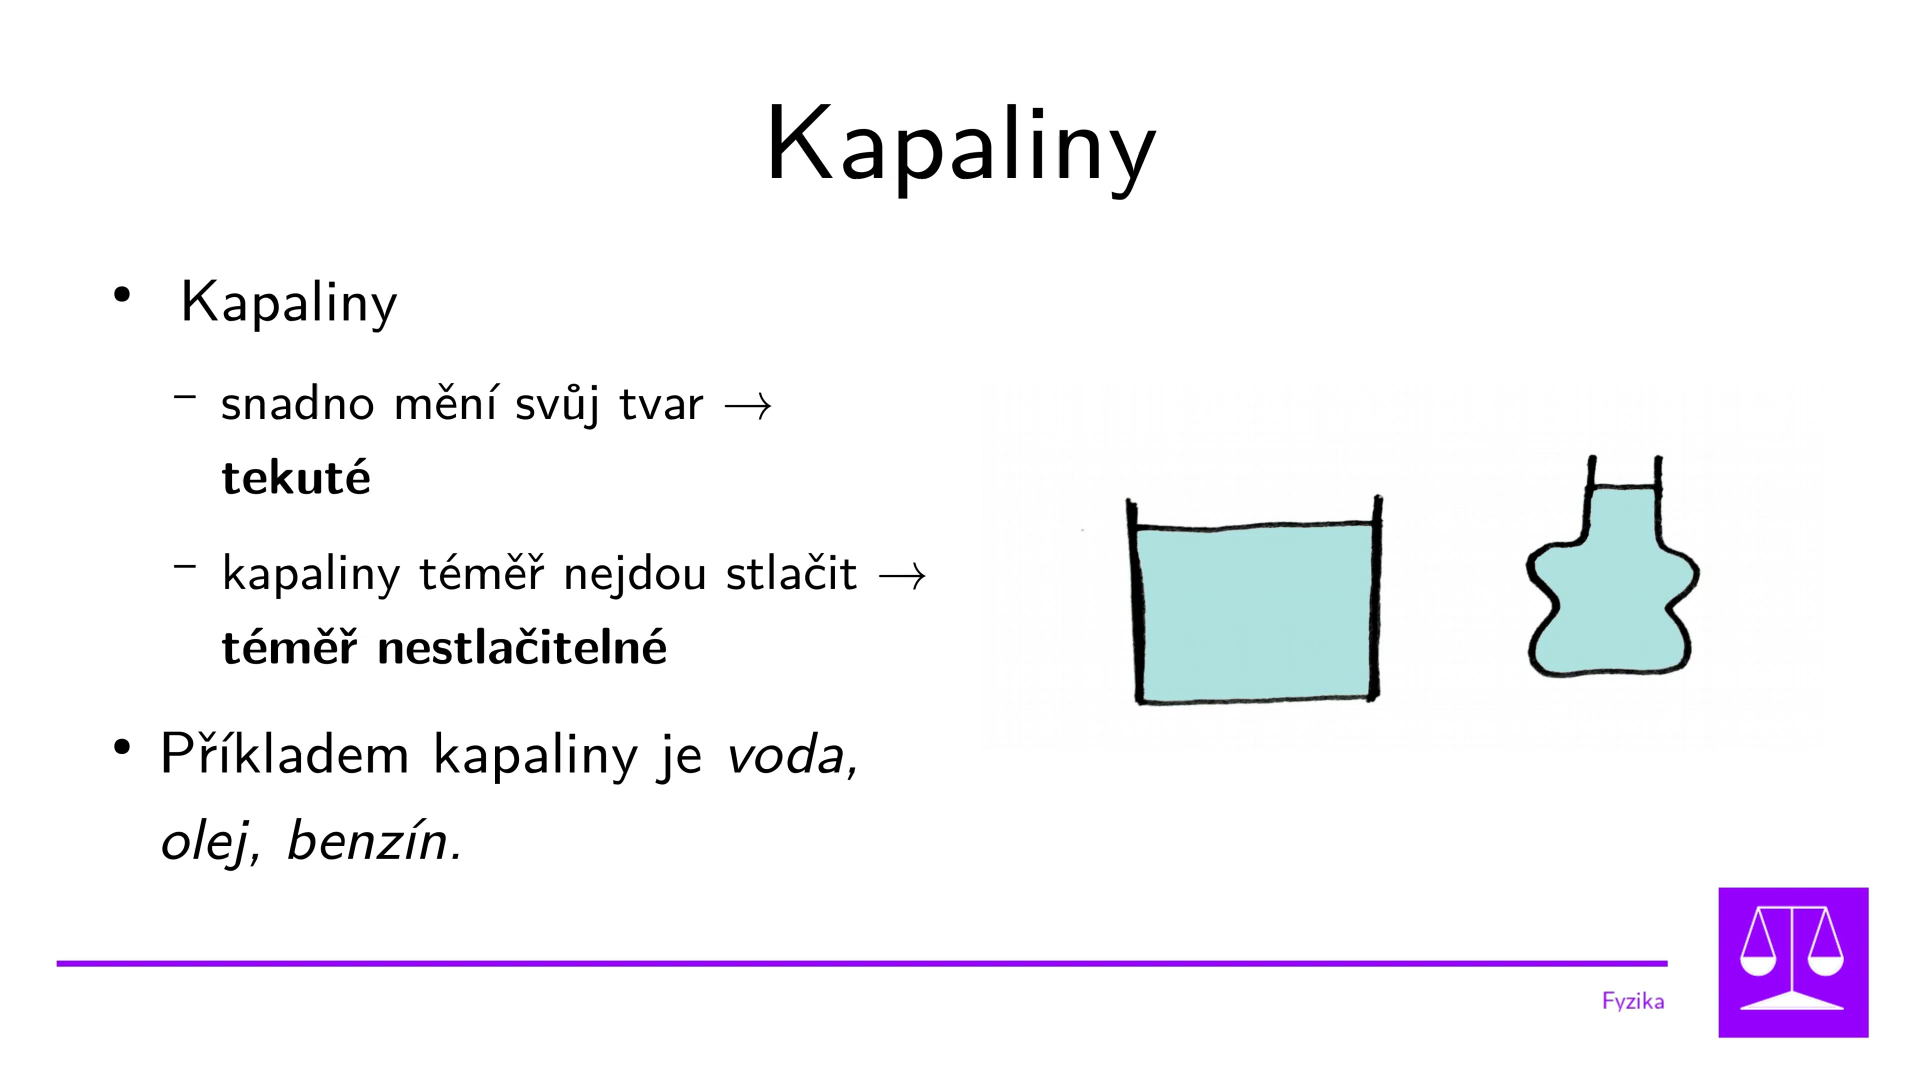 Kapaliny
• Kapaliny
– snadno mění svůj tvar →
tekuté
– kapaliny téměř nejdou stlačit →
téměř nestlačitelné
• Příkladem kapaliny je voda,
olej, benzín.
Fyzika